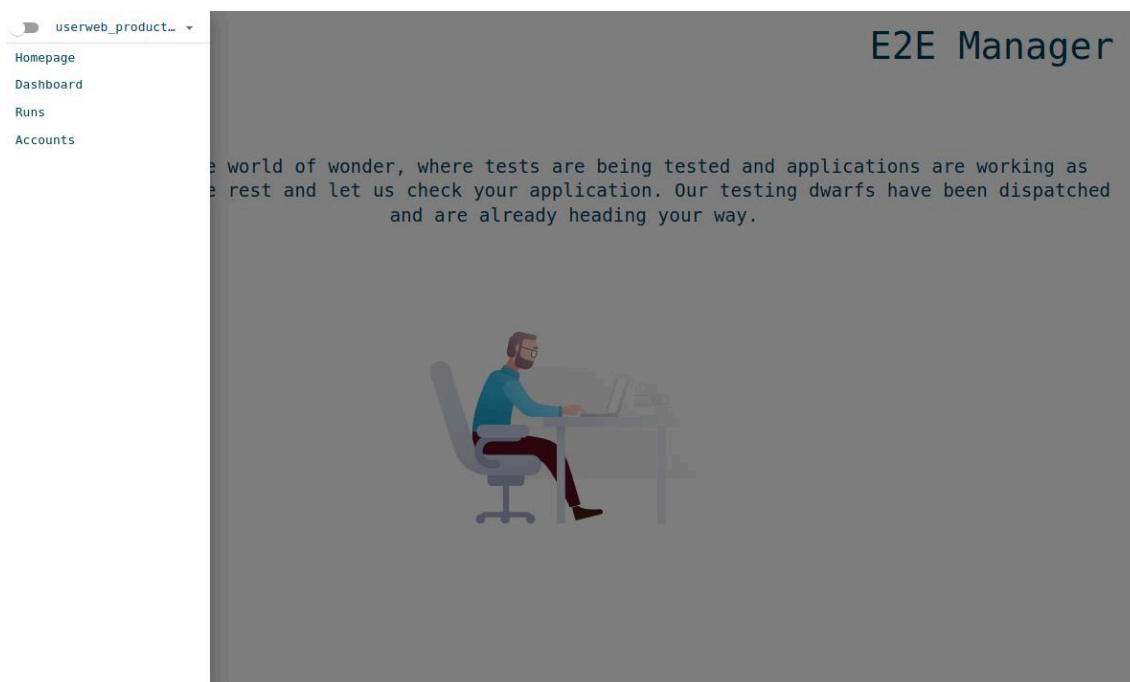 userweb_product…
Homepage
Dashboard
Runs
Accounts
E2E Manager
world of wonder, where tests are being tested and applications are working as
rest and let us check your application. Our testing dwarfs have been dispatched
and are already heading your way.